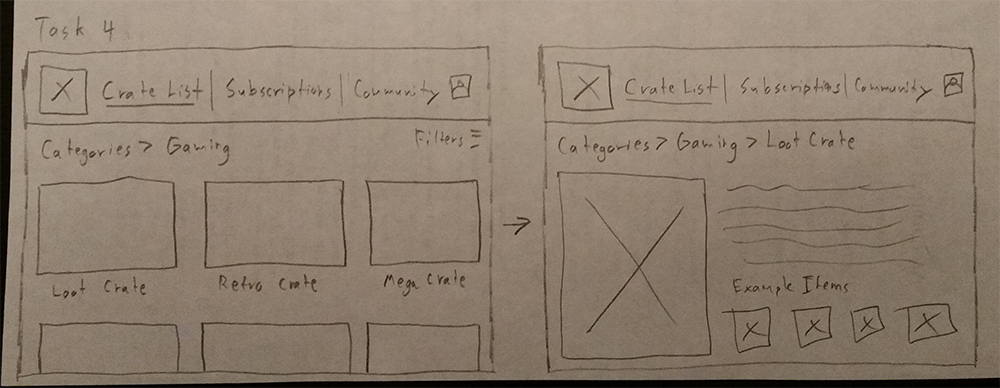 Task 4
Crate List | Subscriptions | Community
Categories > Gaming
Filters
Loot Crate
Retro Crate
Mega Crate
Crate List | Subscriptions | Community
Categories > Gaming > Loot Crate
Example Items